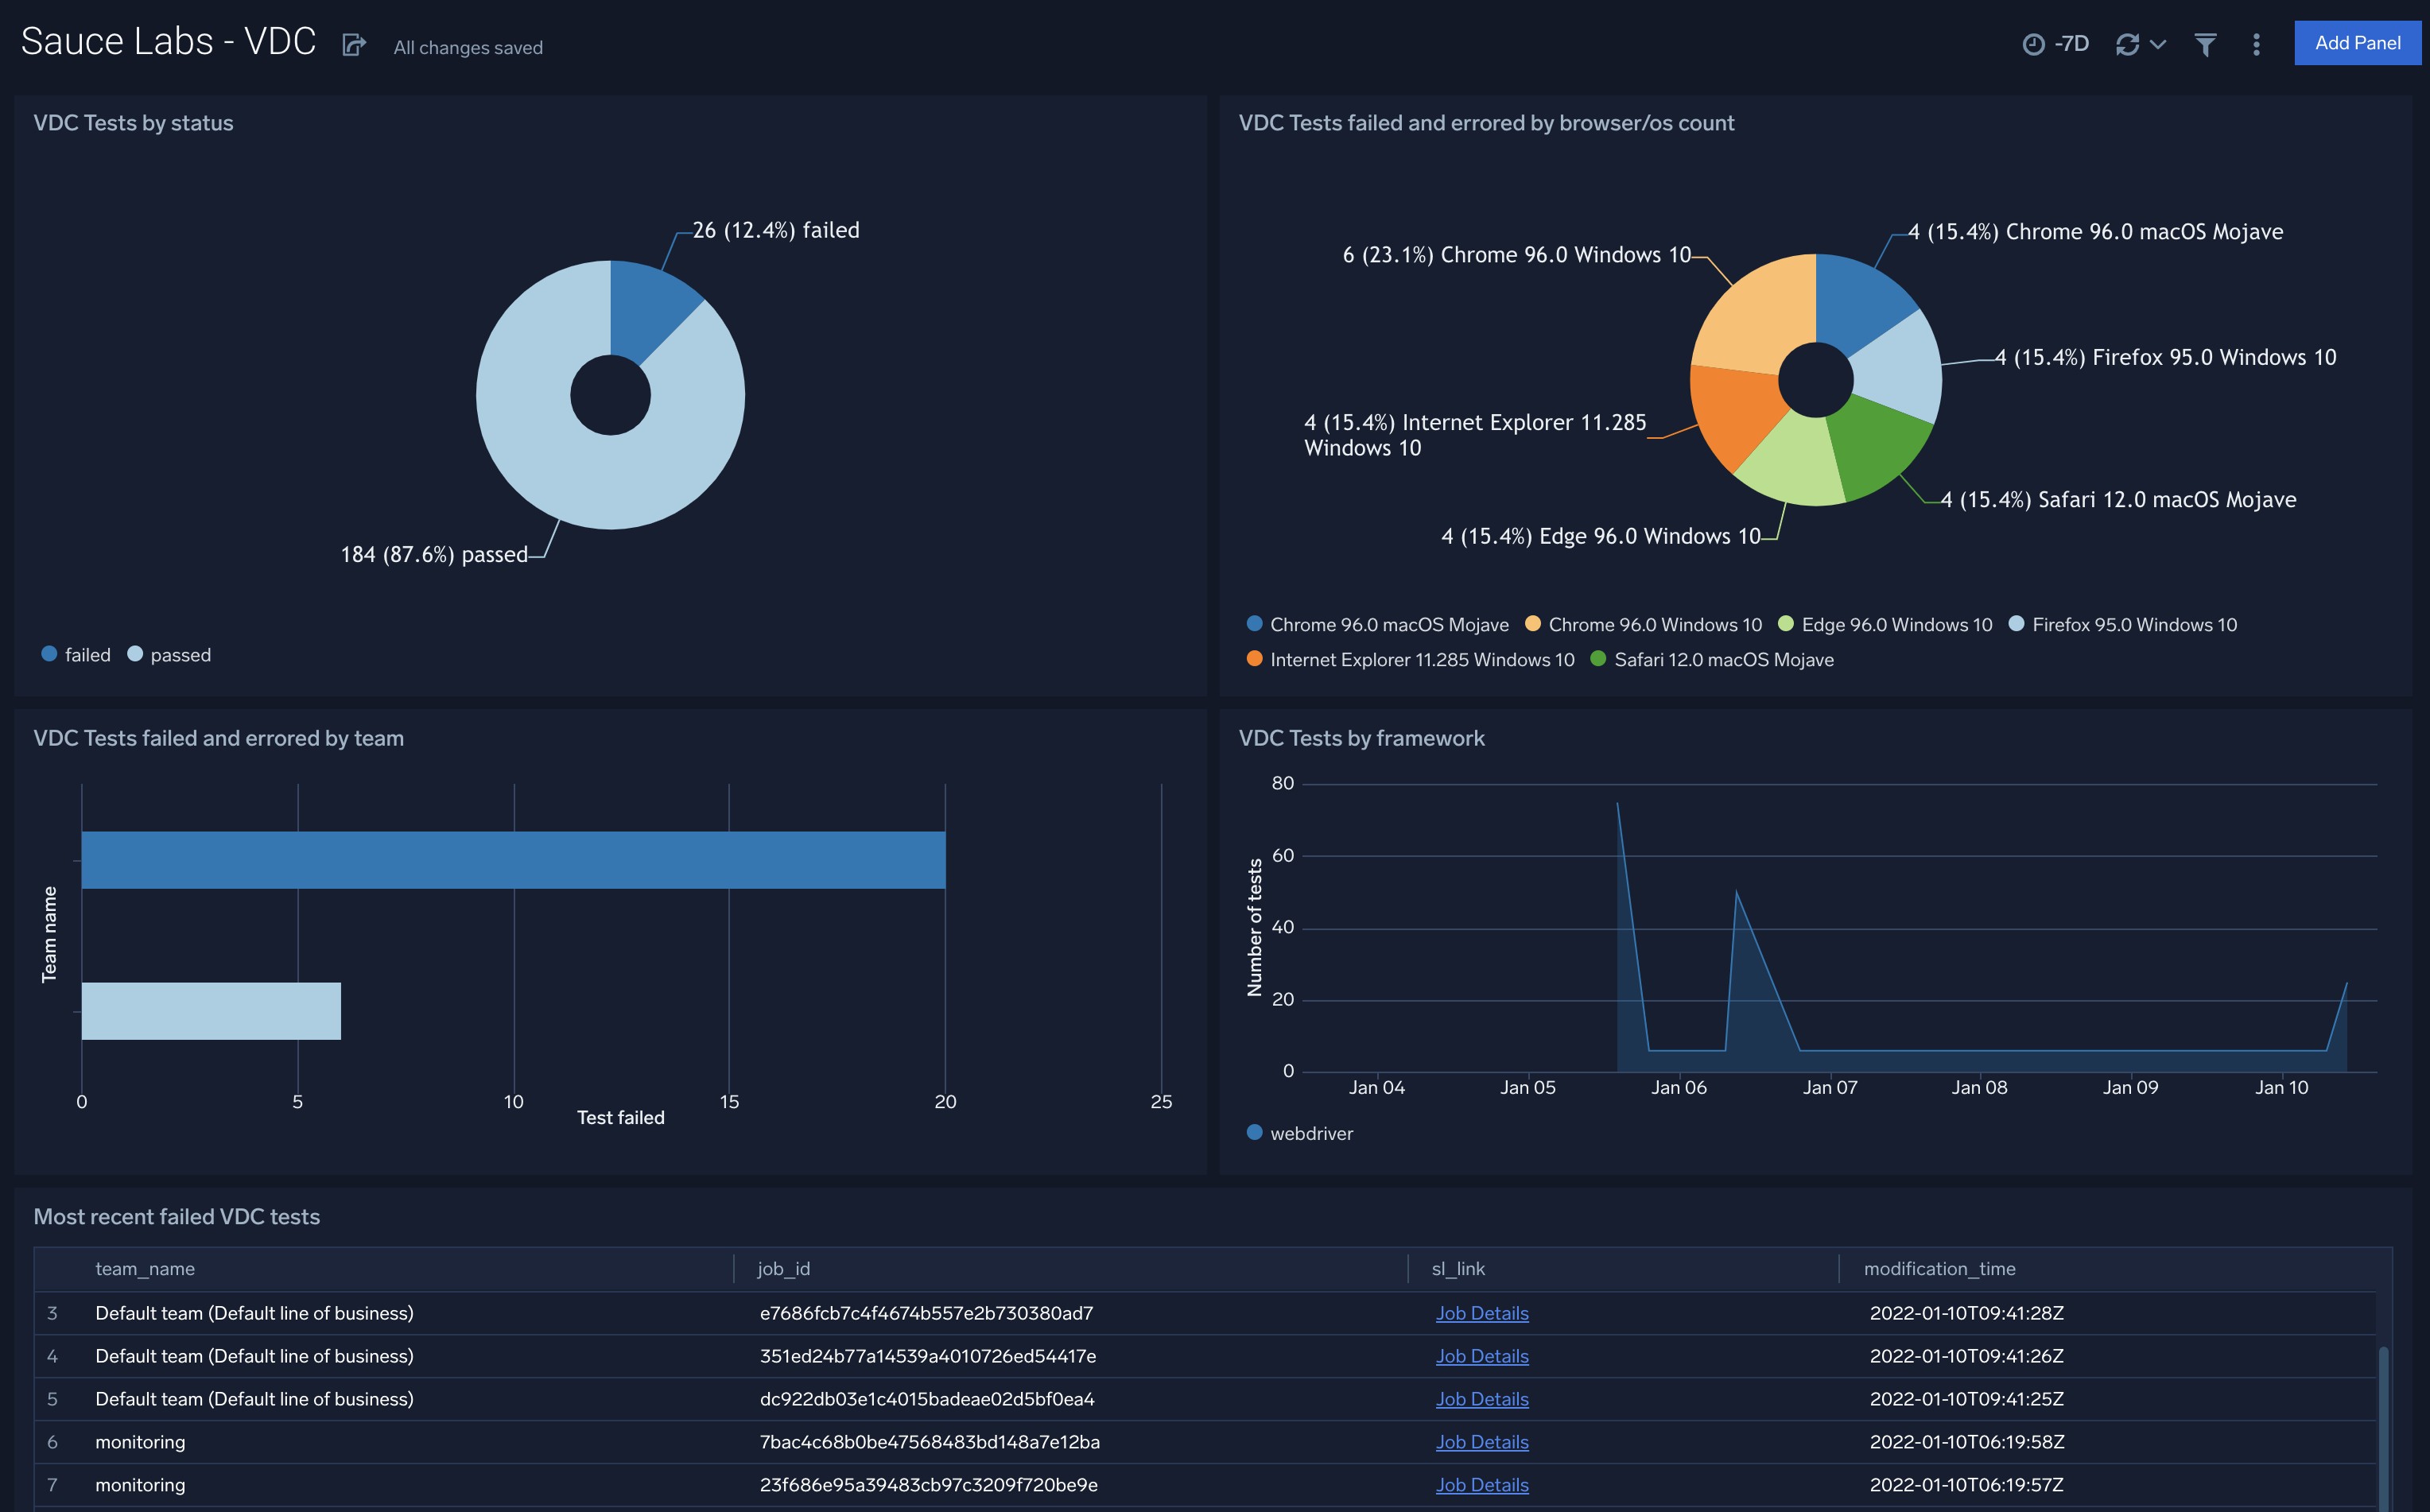 Sauce Labs - VDC
All changes saved
-7D
Add Panel
VDC Tests by status
26 (12.4%) failed
184 (87.6%) passed
failed
passed
VDC Tests failed and errored by browser/os count
4 (15.4%) Chrome 96.0 macOS Mojave
6 (23.1%) Chrome 96.0 Windows 10
4 (15.4%) Firefox 95.0 Windows 10
4 (15.4%) Internet Explorer 11.285
Windows 10
4 (15.4%) Safari 12.0 macOS Mojave
4 (15.4%) Edge 96.0 Windows 10
Chrome 96.0 macOS Mojave Chrome 96.0 Windows 10 Edge 96.0 Windows 10 Firefox 95.0 Windows 10
Internet Explorer 11.285 Windows 10 Safari 12.0 macOS Mojave
VDC Tests failed and errored by team
Team name
0 5 10 15 20 25
Test failed
VDC Tests by framework
Number of tests
80
60
40
20
0
Jan 04 Jan 05 Jan 06 Jan 07 Jan 08 Jan 09 Jan 10
webdriver
Most recent failed VDC tests
team_name job_id sl_link modification_time
3 Default team (Default line of business) e7686fcb7c4f4674b557e2b730380ad7 Job Details 2022-01-10T09:41:28Z
4 Default team (Default line of business) 351ed24b77a14539a4010726ed54417e Job Details 2022-01-10T09:41:26Z
5 Default team (Default line of business) dc922db03e1c4015badeae02d5bf0ea4 Job Details 2022-01-10T09:41:25Z
6 monitoring 7bac4c68b0be47568483bd148a7e12ba Job Details 2022-01-10T06:19:58Z
7 monitoring 23f686e95a39483cb97c3209f720be9e Job Details 2022-01-10T06:19:57Z